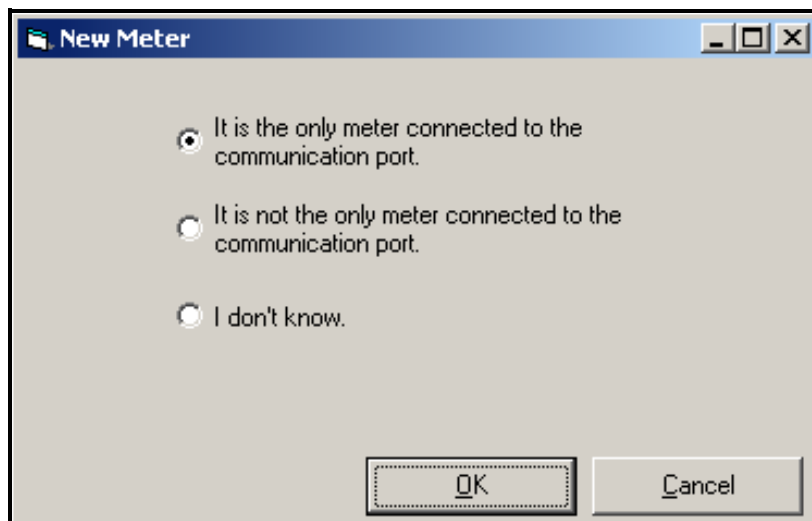 New Meter
It is the only meter connected to the
communication port.
It is not the only meter connected to the
communication port.
I don't know.
OK
Cancel